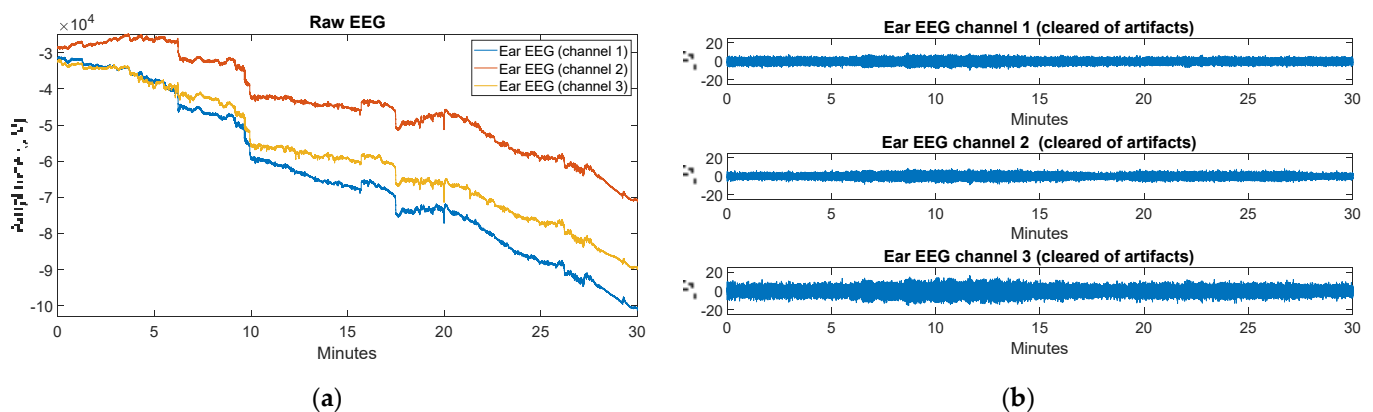 Raw EEG
×10⁴
-3
-4
-5
-6
-7
-8
-9
-10
Ear EEG (channel 1)
Ear EEG (channel 2)
Ear EEG (channel 3)
0 5 10 15 20 25 30
Minutes
(a)
Ear EEG channel 1 (cleared of artifacts)
20
0
-20
0 5 10 15 20 25 30
Minutes
Ear EEG channel 2 (cleared of artifacts)
20
0
-20
0 5 10 15 20 25 30
Minutes
Ear EEG channel 3 (cleared of artifacts)
20
0
-20
0 5 10 15 20 25 30
Minutes
(b)